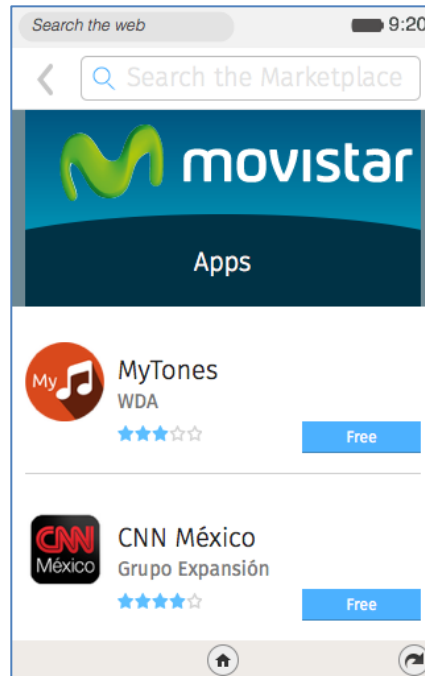 Search the web
9:20
Search the Marketplace
movistar
Apps
My
MyTones
WDA
Free
CNN
México
CNN México
Grupo Expansión
Free